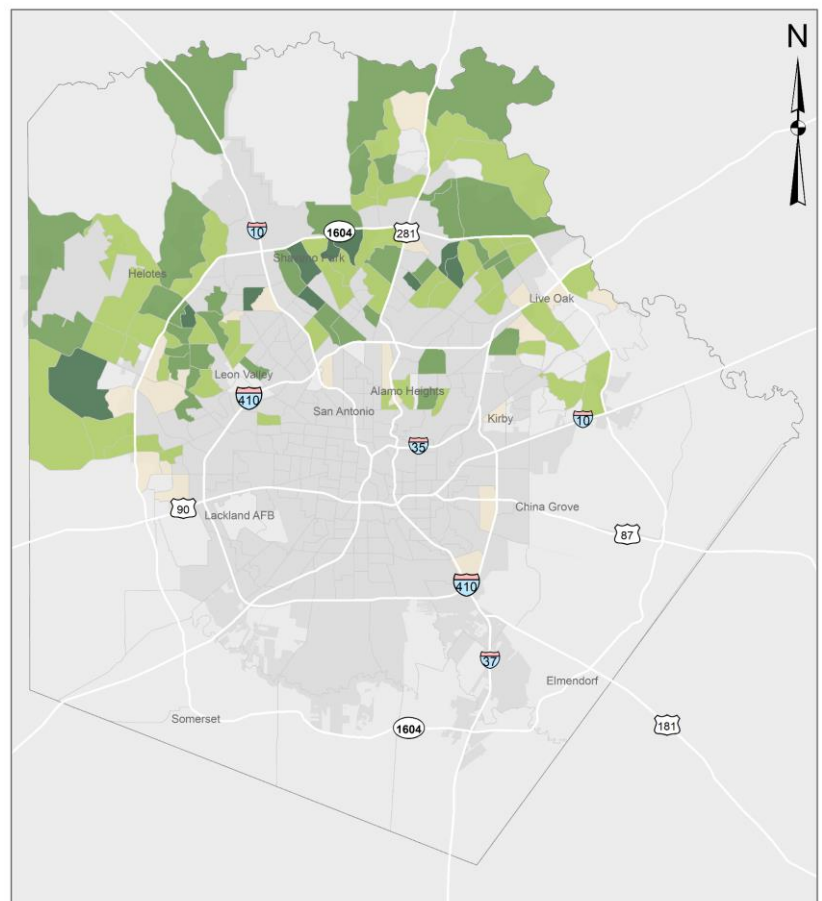 N
10
1604
281
Shavano Park
Helotes
Live Oak
Leon Valley
410
Alamo Heights
San Antonio
Kirby
10
35
90
Lackland AFB
China Grove
87
410
37
Elmendorf
Somerset
1604
181